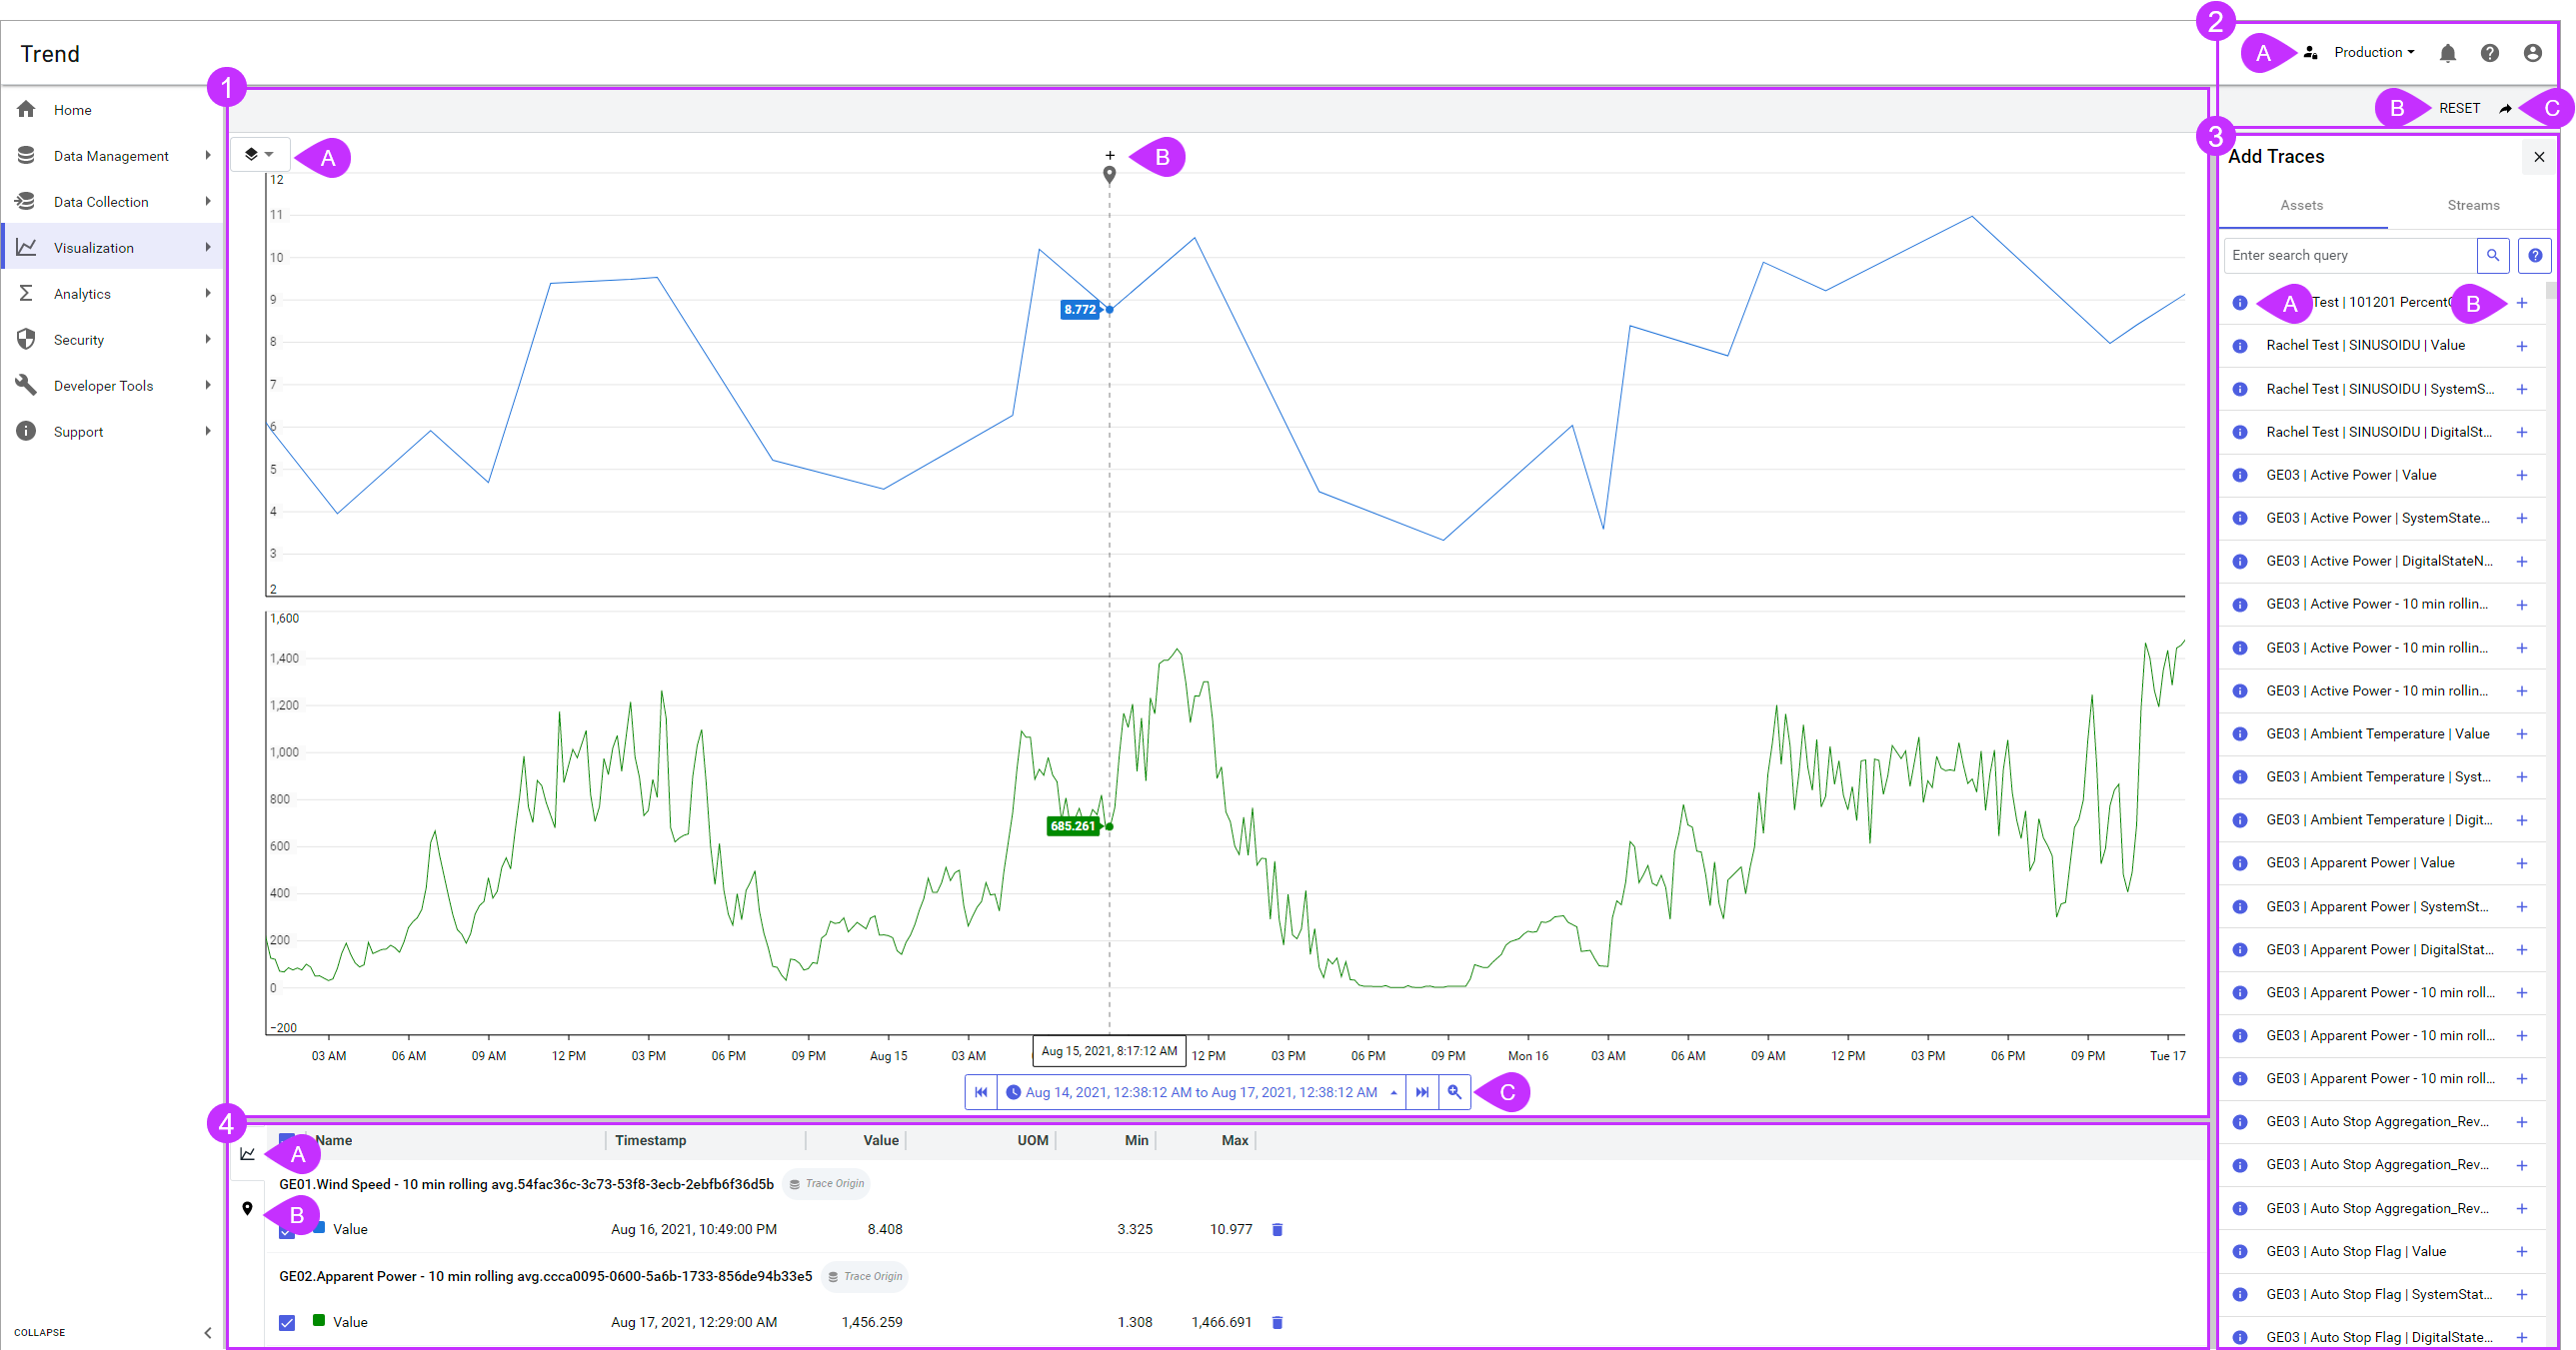 2
Trend
A
Production
1
B
RESET
C
Home
Data Management
Data Collection
Visualization
Analytics
Security
Developer Tools
Support
COLLAPSE
A
B
12
11
10
9
8
7
6
5
4
3
2
8.772
1,600
1,400
1,200
1,000
800
600
400
200
0
−200
685.261
03 AM
06 AM
09 AM
12 PM
03 PM
06 PM
09 PM
Aug 15
03 AM
Aug 15, 2021, 8:17:12 AM
12 PM
03 PM
06 PM
09 PM
Mon 16
03 AM
06 AM
09 AM
12 PM
03 PM
06 PM
09 PM
Tue 17
Aug 14, 2021, 12:38:12 AM to Aug 17, 2021, 12:38:12 AM
C
4
A
B
Name Timestamp Value UOM Min Max
GE01.Wind Speed - 10 min rolling avg.54fac36c-3c73-53f8-3ecb-2ebfb6f36d5b Trace Origin
Value Aug 16, 2021, 10:49:00 PM 8.408 3.325 10.977
GE02.Apparent Power - 10 min rolling avg.ccca0095-0600-5a6b-1733-856de94b33e5 Trace Origin
Value Aug 17, 2021, 12:29:00 AM 1,456.259 1.308 1,466.691
3
Add Traces
Assets
Streams
Enter search query
A
Test | 101201 Percent
B
Rachel Test | SINUSOIDU | Value
Rachel Test | SINUSOIDU | SystemS...
Rachel Test | SINUSOIDU | DigitalSt...
GE03 | Active Power | Value
GE03 | Active Power | SystemState...
GE03 | Active Power | DigitalStateN...
GE03 | Active Power - 10 min rollin...
GE03 | Active Power - 10 min rollin...
GE03 | Active Power - 10 min rollin...
GE03 | Ambient Temperature | Value
GE03 | Ambient Temperature | Syst...
GE03 | Ambient Temperature | Digit...
GE03 | Apparent Power | Value
GE03 | Apparent Power | SystemSt...
GE03 | Apparent Power | DigitalStat...
GE03 | Apparent Power - 10 min roll...
GE03 | Apparent Power - 10 min roll...
GE03 | Apparent Power - 10 min roll...
GE03 | Auto Stop Aggregation_Rev...
GE03 | Auto Stop Aggregation_Rev...
GE03 | Auto Stop Aggregation_Rev...
GE03 | Auto Stop Flag | Value
GE03 | Auto Stop Flag | SystemStat...
GE03 | Auto Stop Flag | DigitalState...